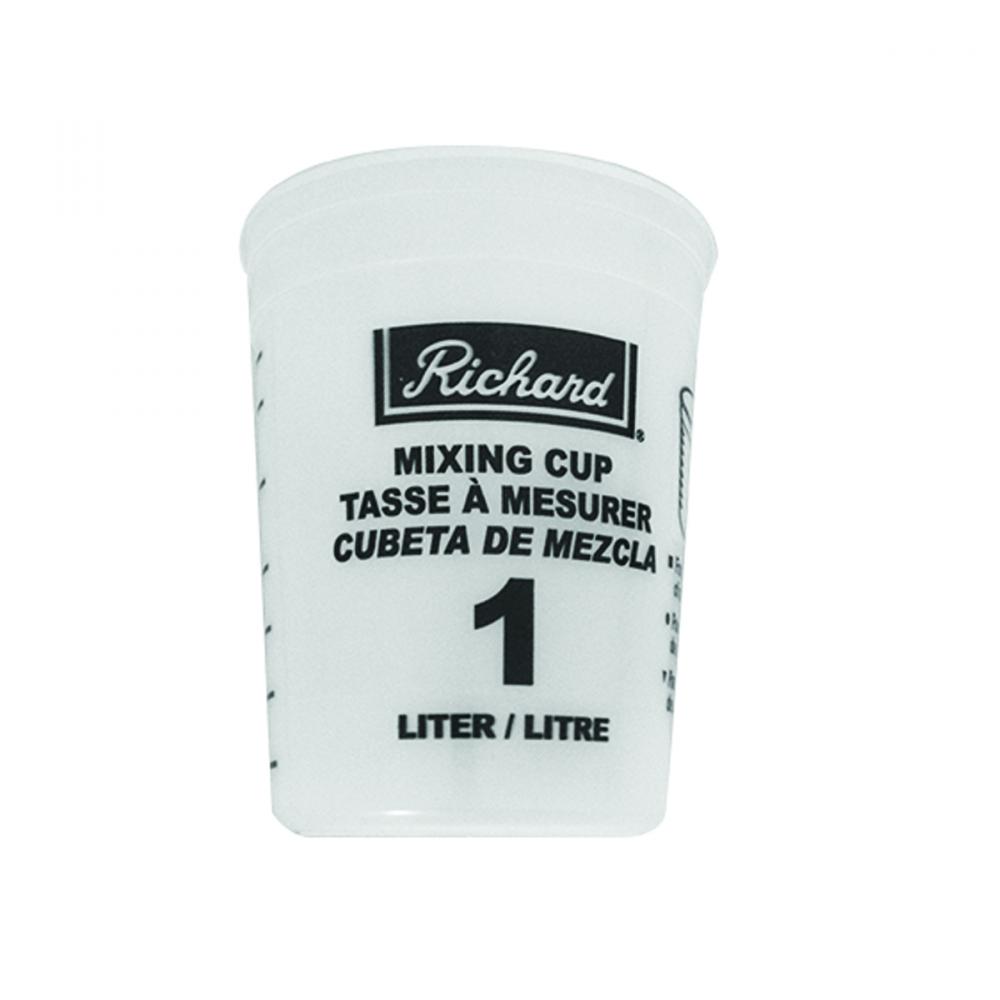 Richard®
MIXING CUP
TASSE À MESURER
CUBETA DE MEZCLA
1
LITER / LITRE